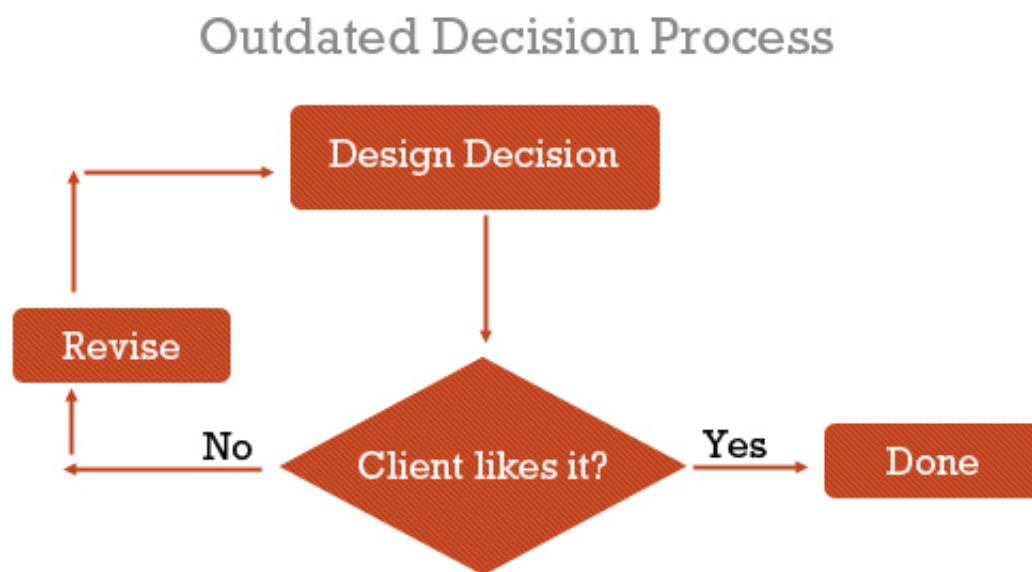 Outdated Decision Process
Design Decision
Revise
No
Client likes it?
Yes
Done